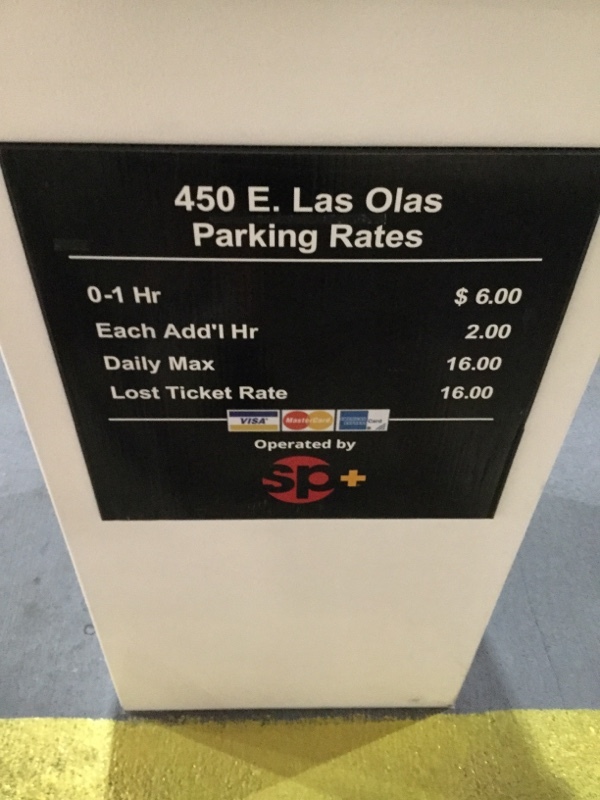 450 E. Las Olas
Parking Rates
0-1 Hr $ 6.00
Each Add'l Hr 2.00
Daily Max 16.00
Lost Ticket Rate 16.00
VISA MasterCard
Operated by
sp+